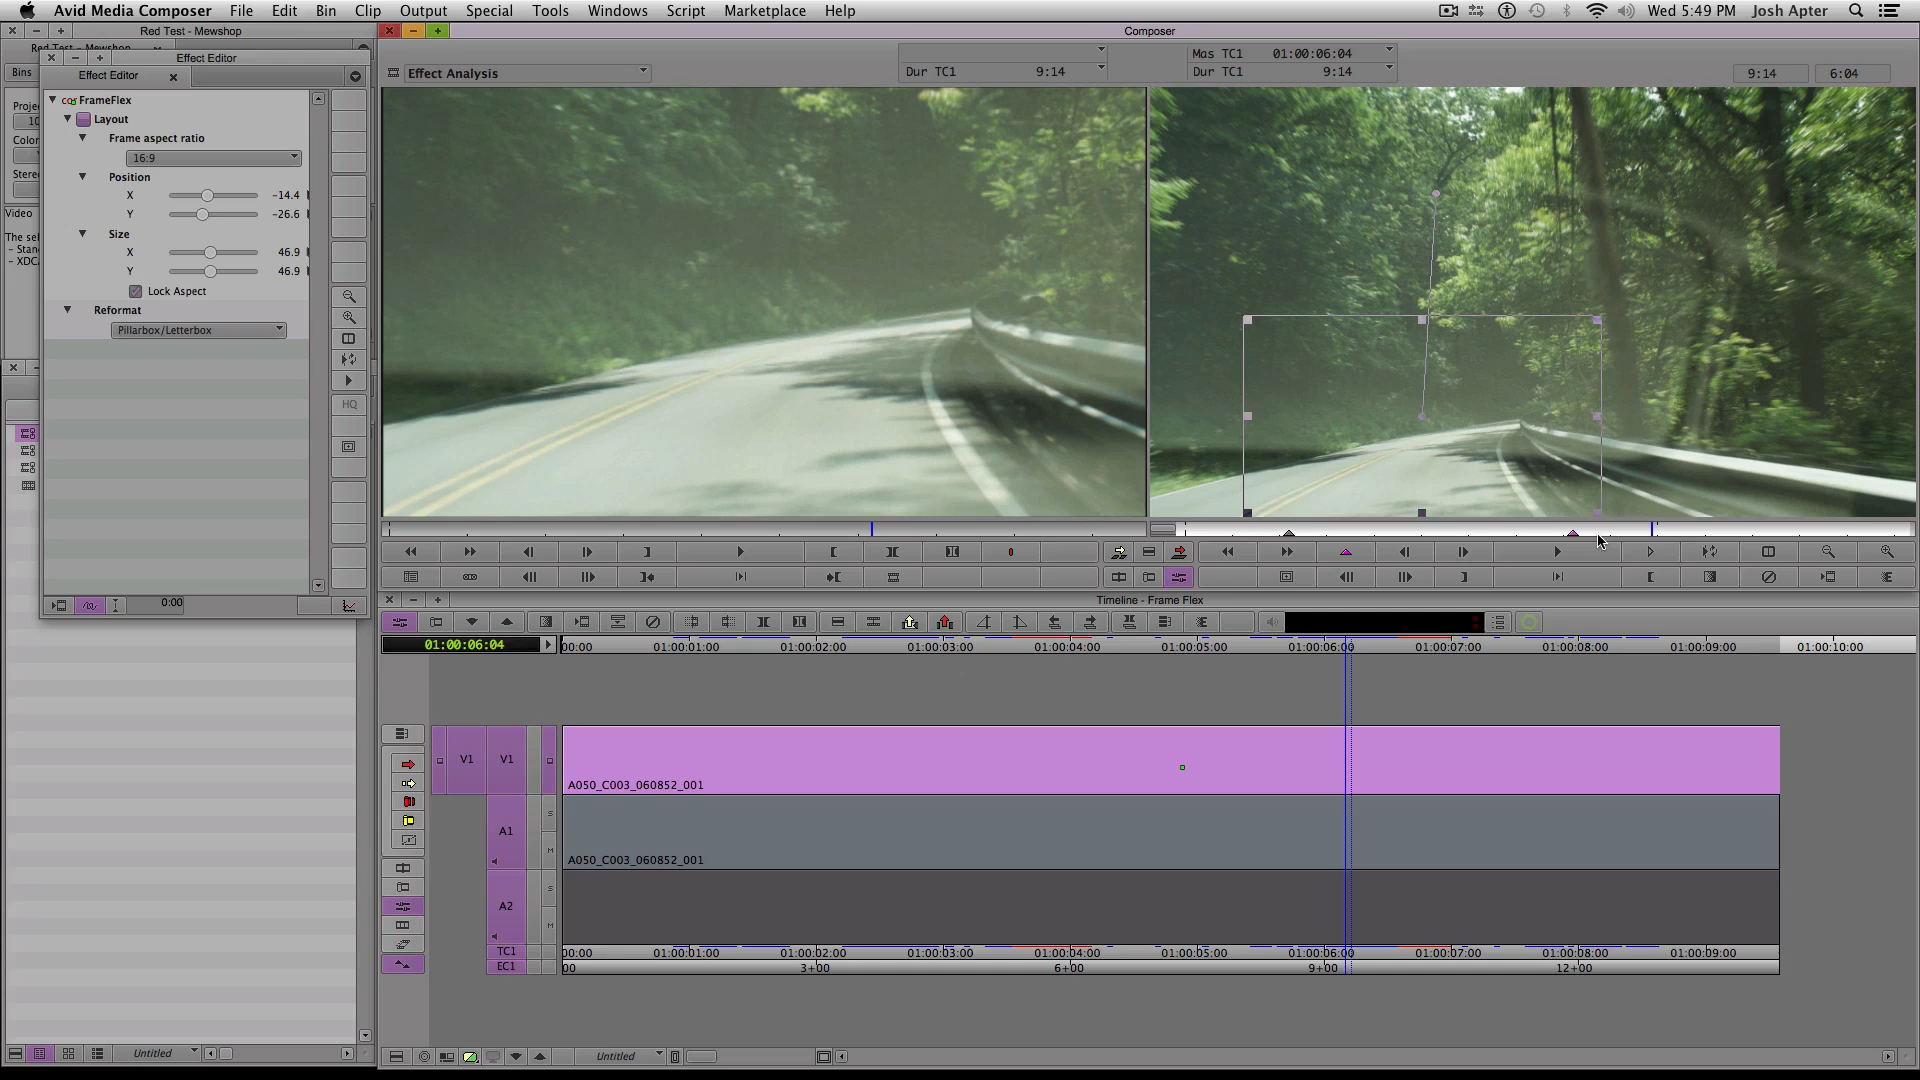 Avid Media Composer File Edit Bin Clip Output Special Tools Windows Script Marketplace Help Wed 5:49 PM Josh Apter
Red Test - Mewshop
Composer
Red Test - Mewshop
Effect Editor
Bins
Effect Editor
Effect Analysis
Dur TC1 9:14
Mas TC1 01:00:06:04
Dur TC1 9:14
9:14 6:04
FrameFlex
Layout
Frame aspect ratio
16:9
Position
X -14.4
Y -26.6
Size
X 46.9
Y 46.9
Lock Aspect
Reformat
Pillarbox/Letterbox
Video
HQ
0:00
Timeline - Frame Flex
01:00:06:04
00:00 01:00:01:00 01:00:02:00 01:00:03:00 01:00:04:00 01:00:05:00 01:00:06:00 01:00:07:00 01:00:08:00 01:00:09:00 01:00:10:00
V1 V1
A050_C003_060852_001
S
A1
M
A050_C003_060852_001
S
A2
M
TC1 00:00 01:00:01:00 01:00:02:00 01:00:03:00 01:00:04:00 01:00:05:00 01:00:06:00 01:00:07:00 01:00:08:00 01:00:09:00
EC1 00 3+00 6+00 9+00 12+00
Untitled
Untitled